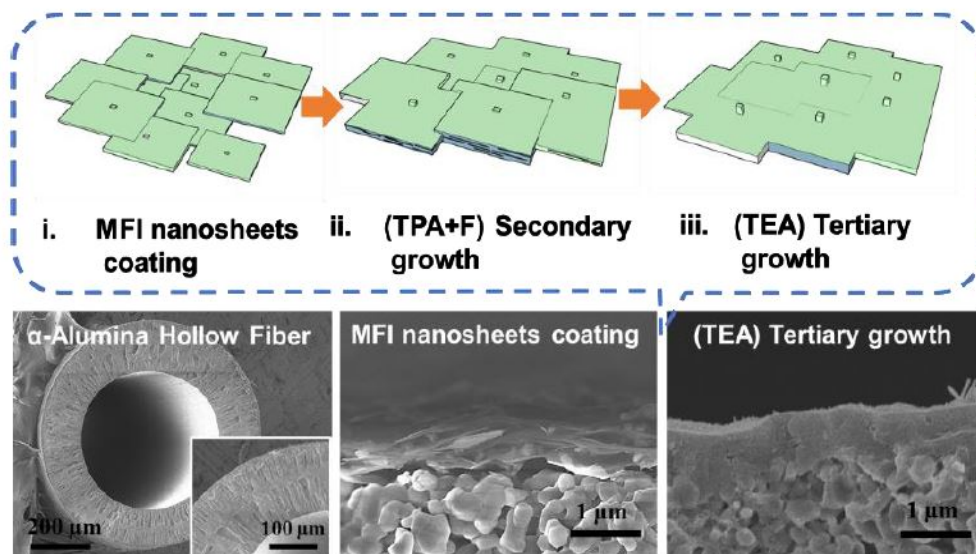 i. MFI nanosheets
coating
ii. (TPA+F) Secondary
growth
iii. (TEA) Tertiary
growth
α-Alumina Hollow Fiber
200 µm
100 µm
MFI nanosheets coating
1 µm
(TEA) Tertiary growth
1 µm